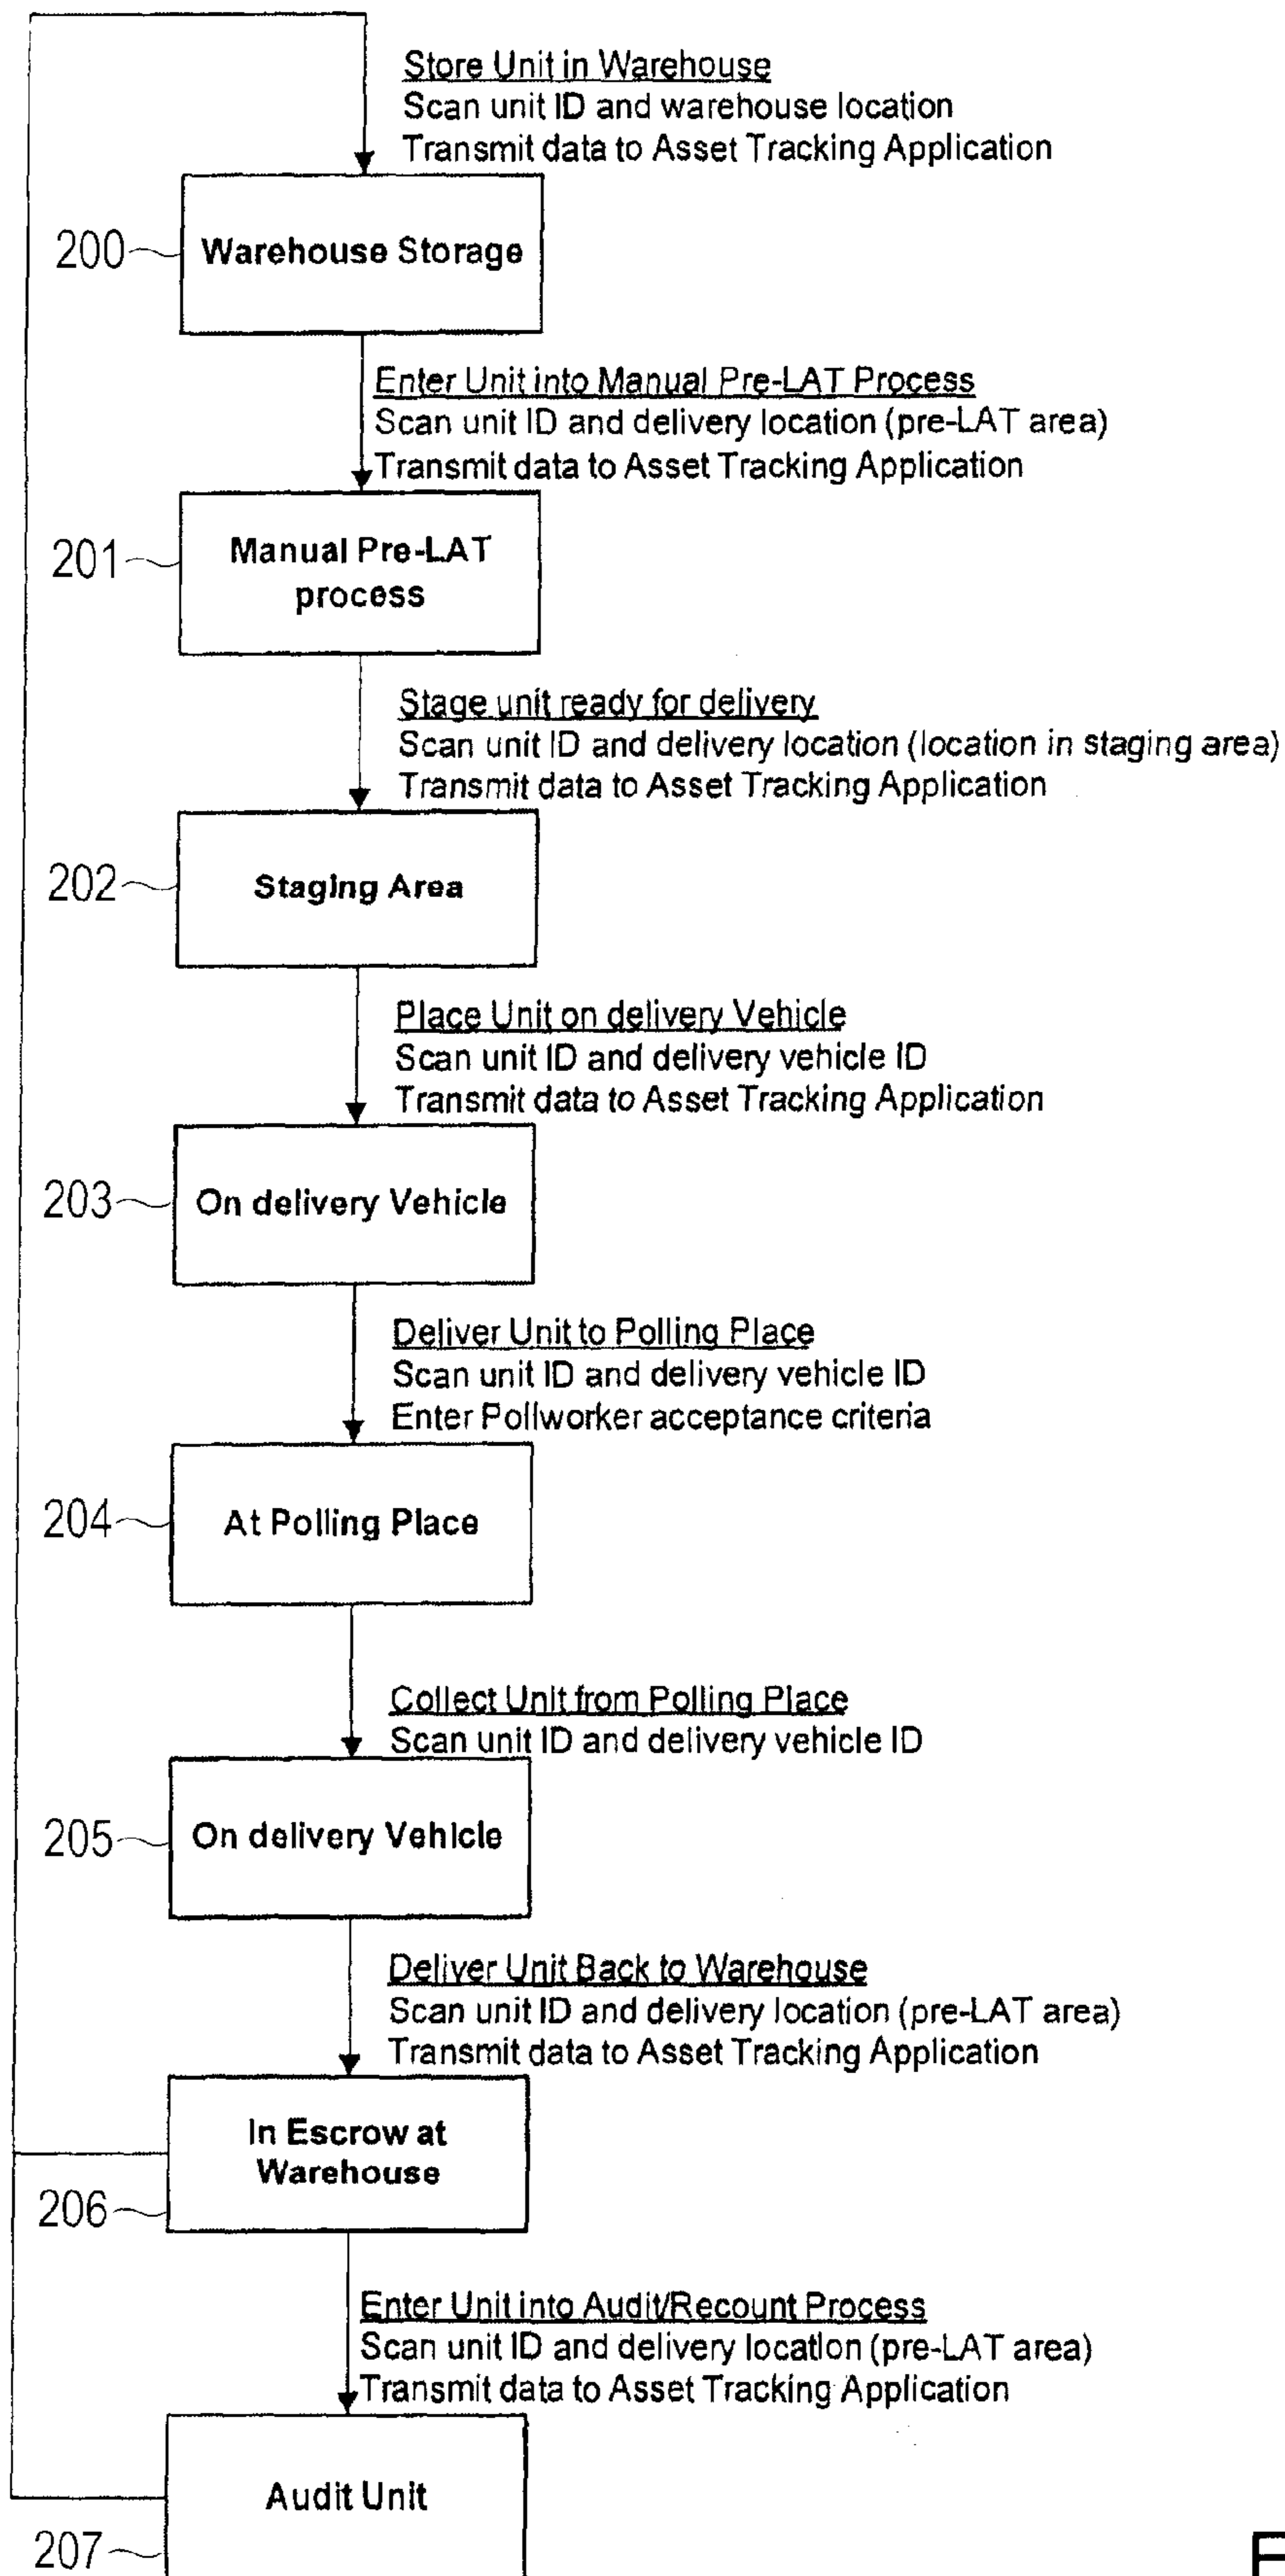 Store Unit in Warehouse
Scan unit ID and warehouse location
Transmit data to Asset Tracking Application
200
Warehouse Storage
Enter Unit into Manual Pre-LAT Process
Scan unit ID and delivery location (pre-LAT area)
Transmit data to Asset Tracking Application
201
Manual Pre-LAT
process
Stage unit ready for delivery
Scan unit ID and delivery location (location in staging area)
Transmit data to Asset Tracking Application
202
Staging Area
Place Unit on delivery Vehicle
Scan unit ID and delivery vehicle ID
Transmit data to Asset Tracking Application
203
On delivery Vehicle
Deliver Unit to Polling Place
Scan unit ID and delivery vehicle ID
Enter Pollworker acceptance criteria
204
At Polling Place
Collect Unit from Polling Place
Scan unit ID and delivery vehicle ID
205
On delivery Vehicle
Deliver Unit Back to Warehouse
Scan unit ID and delivery location (pre-LAT area)
Transmit data to Asset Tracking Application
In Escrow at
Warehouse
206
Enter Unit into Audit/Recount Process
Scan unit ID and delivery location (pre-LAT area)
Transmit data to Asset Tracking Application
Audit Unit
207